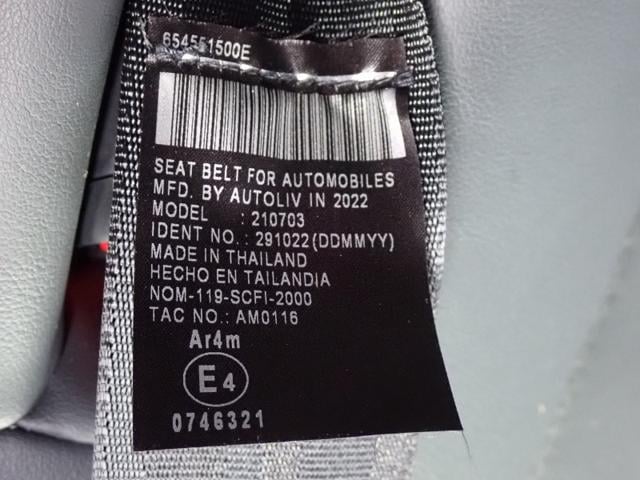 654551500E
SEAT BELT FOR AUTOMOBILES
MFD. BY AUTOLIV IN 2022
MODEL : 210703
IDENT NO.: 291022(DDMMYY)
MADE IN THAILAND
HECHO EN TAILANDIA
NOM-119-SCFI-2000
TAC NO.: AM0116
Ar4m
E4
0746321